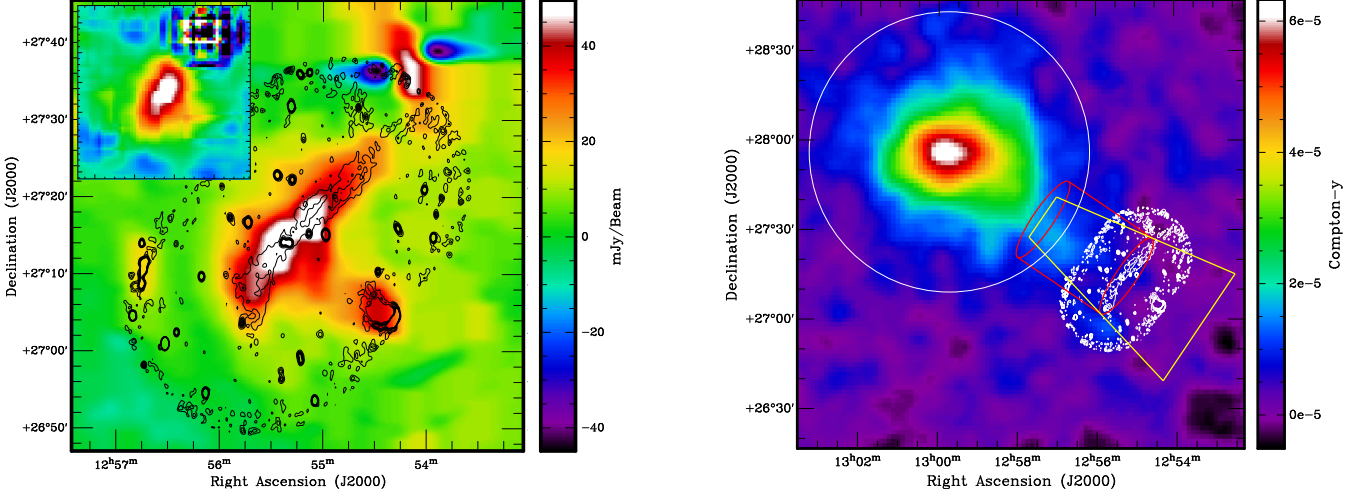 +27°40'
+27°30'
+27°20'
+27°10'
+27°00'
+26°50'
Declination (J2000)
12ʰ57ᵐ
56ᵐ
55ᵐ
54ᵐ
Right Ascension (J2000)
40
20
0
−20
−40
mJy/Beam
+28°30'
+28°00'
+27°30'
+27°00'
+26°30'
Declination (J2000)
13ʰ02ᵐ
13ʰ00ᵐ
12ʰ58ᵐ
12ʰ56ᵐ
12ʰ54ᵐ
Right Ascension (J2000)
6e−5
4e−5
2e−5
0e−5
Compton−y